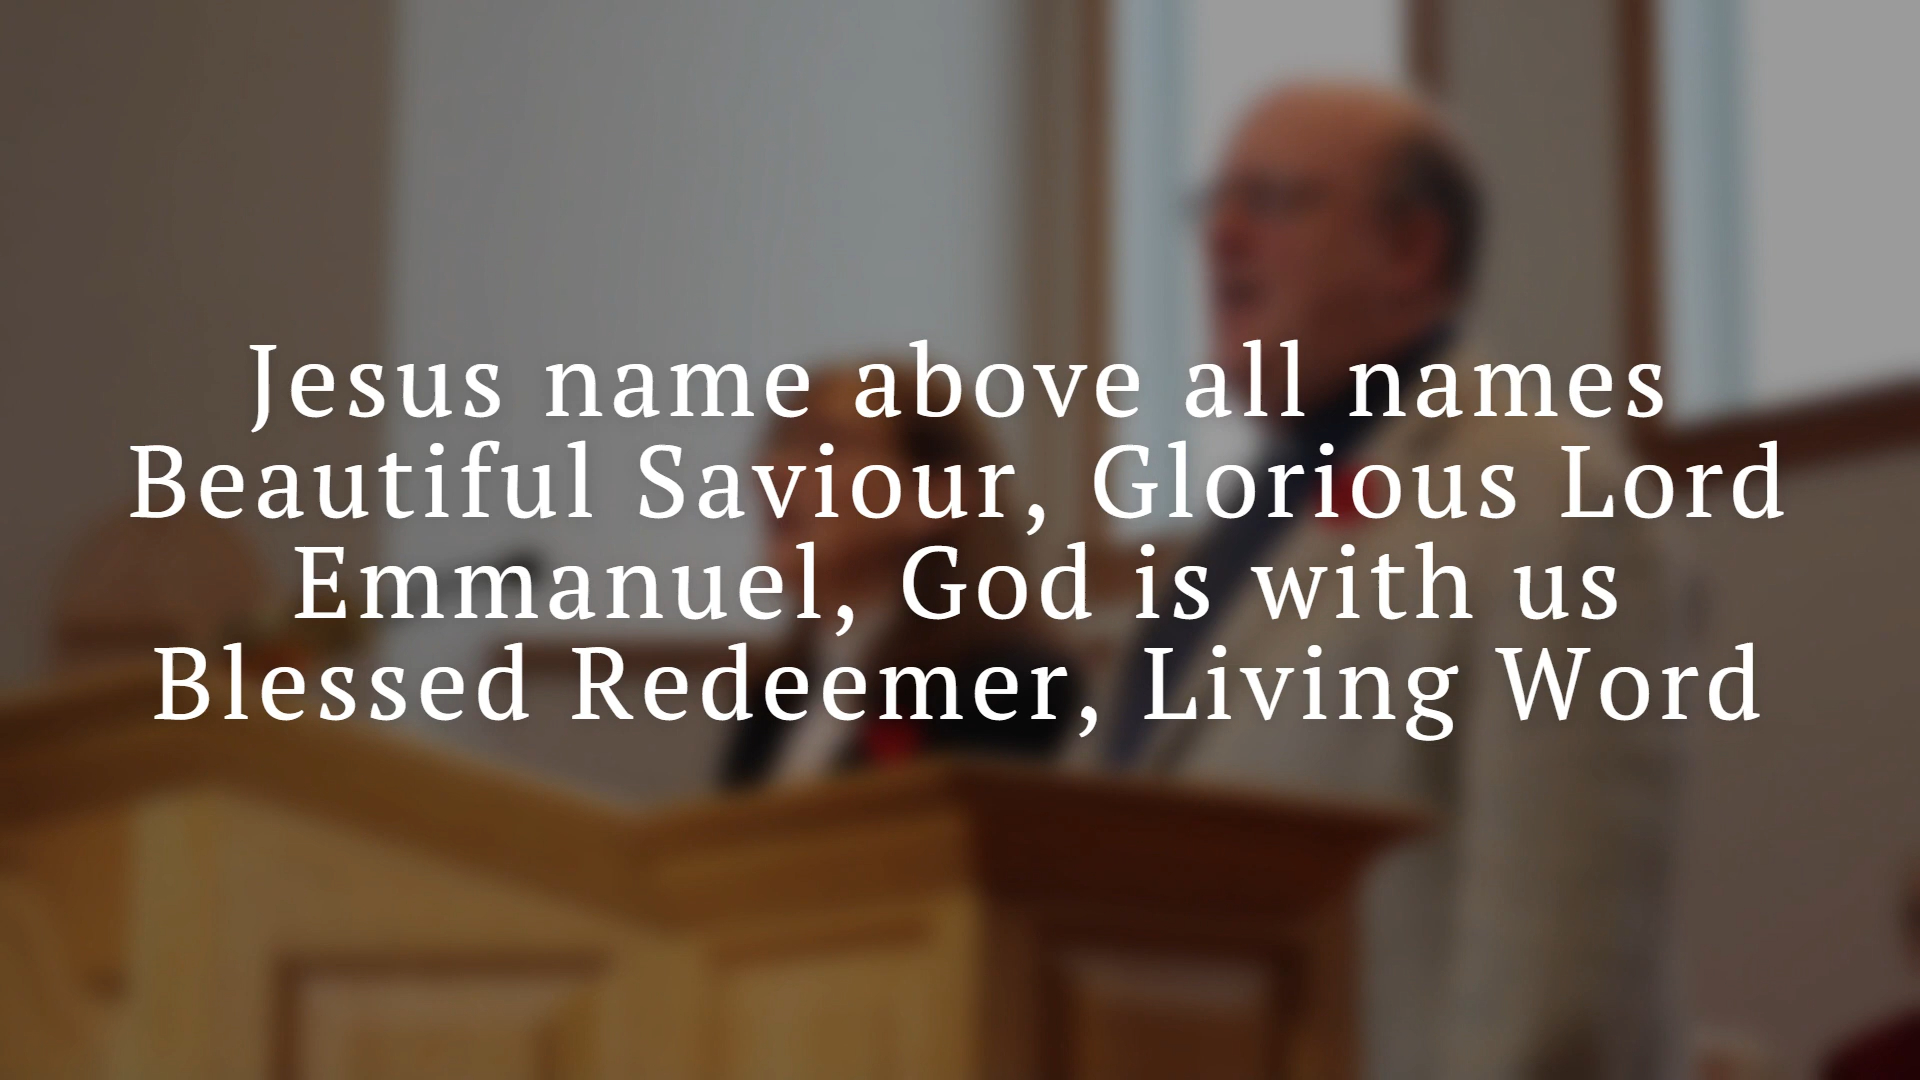 Jesus name above all names
Beautiful Saviour, Glorious Lord
Emmanuel, God is with us
Blessed Redeemer, Living Word